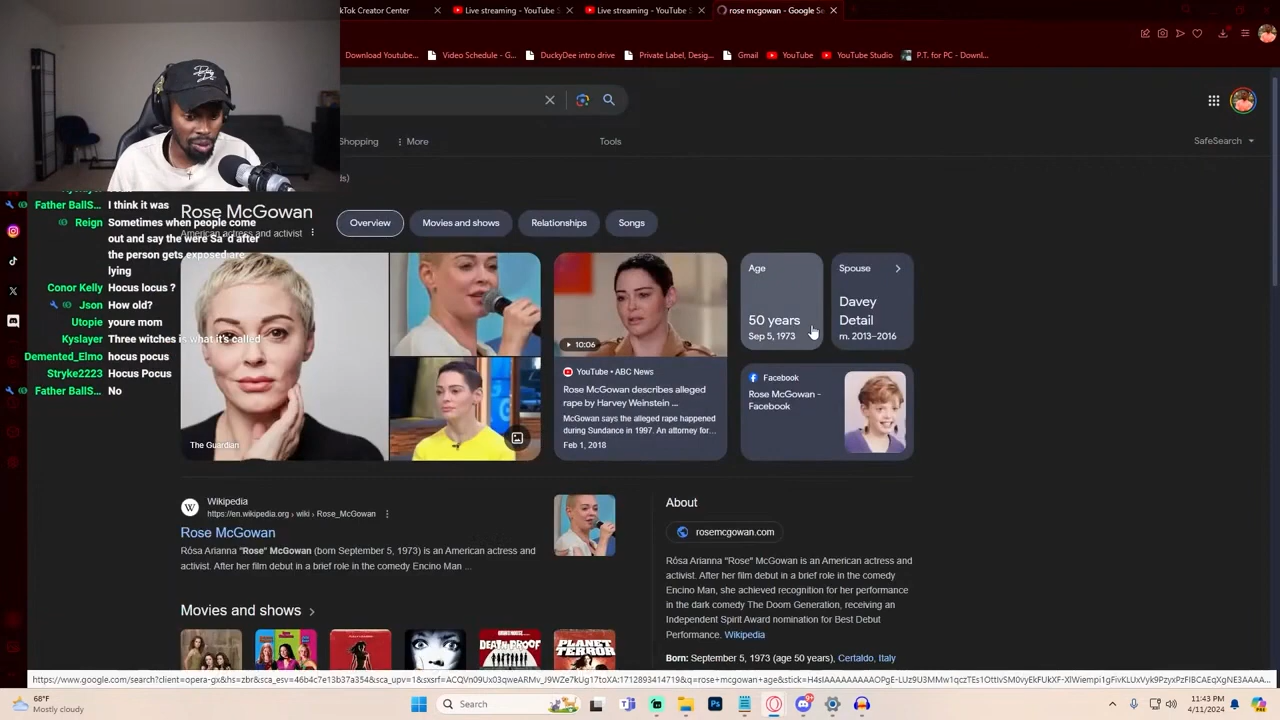 kTok Creator Center
Live streaming - YouTube S
Live streaming - YouTube S
rose mcgowan - Google Se
Download Youtube...
Video Schedule - G...
DuckyDee intro drive
Private Label, Desig...
Gmail
YouTube
YouTube Studio
P.T. for PC - Downl...
Shopping
More
Tools
SafeSearch
Rose McGowan
American actress and activist
Overview
Movies and shows
Relationships
Songs
Father BallS... I think it was
Reign Sometimes when people come
out and say the were Sa'd after
the person gets exposed are
lying
Conor Kelly Hocus locus ?
Json How old?
Utopie youre mom
Kyslayer Three witches is what it's called
Demented_Elmo hocus pocus
Stryke2223 Hocus Pocus
Father BallS... No
The Guardian
10:06
YouTube • ABC News
Rose McGowan describes alleged
rape by Harvey Weinstein ...
McGowan says the alleged rape happened
during Sundance in 1997. An attorney for...
Feb 1, 2018
Age
50 years
Sep 5, 1973
Spouse
Davey
Detail
m. 2013–2016
Facebook
Rose McGowan -
Facebook
Wikipedia
https://en.wikipedia.org › wiki › Rose_McGowan
Rose McGowan
Rósa Arianna "Rose" McGowan (born September 5, 1973) is an American actress and
activist. After her film debut in a brief role in the comedy Encino Man ...
Movies and shows
DEATH PROOF
PLANET
TERROR
About
rosemcgowan.com
Rósa Arianna "Rose" McGowan is an American actress and
activist. After her film debut in a brief role in the comedy
Encino Man, she achieved recognition for her performance
in the dark comedy The Doom Generation, receiving an
Independent Spirit Award nomination for Best Debut
Performance. Wikipedia
Born: September 5, 1973 (age 50 years), Certaldo, Italy
68°F
Mostly cloudy
Search
11:43 PM
4/11/2024